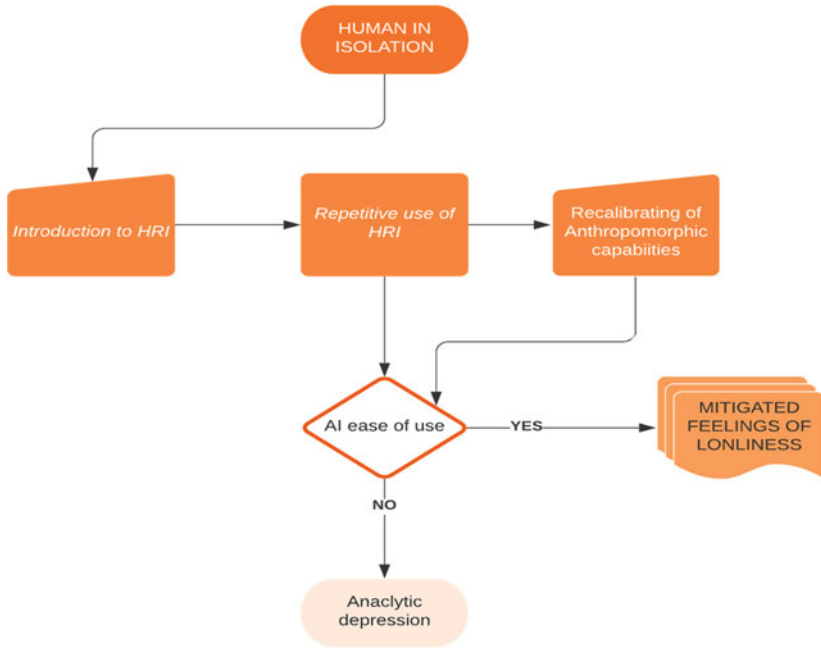 HUMAN IN
ISOLATION
Introduction to HRI
Repetitive use of
HRI
Recalibrating of
Anthropomorphic
capabiities
AI ease of use
YES
MITIGATED
FEELINGS OF
LONLINESS
NO
Anaclytic
depression